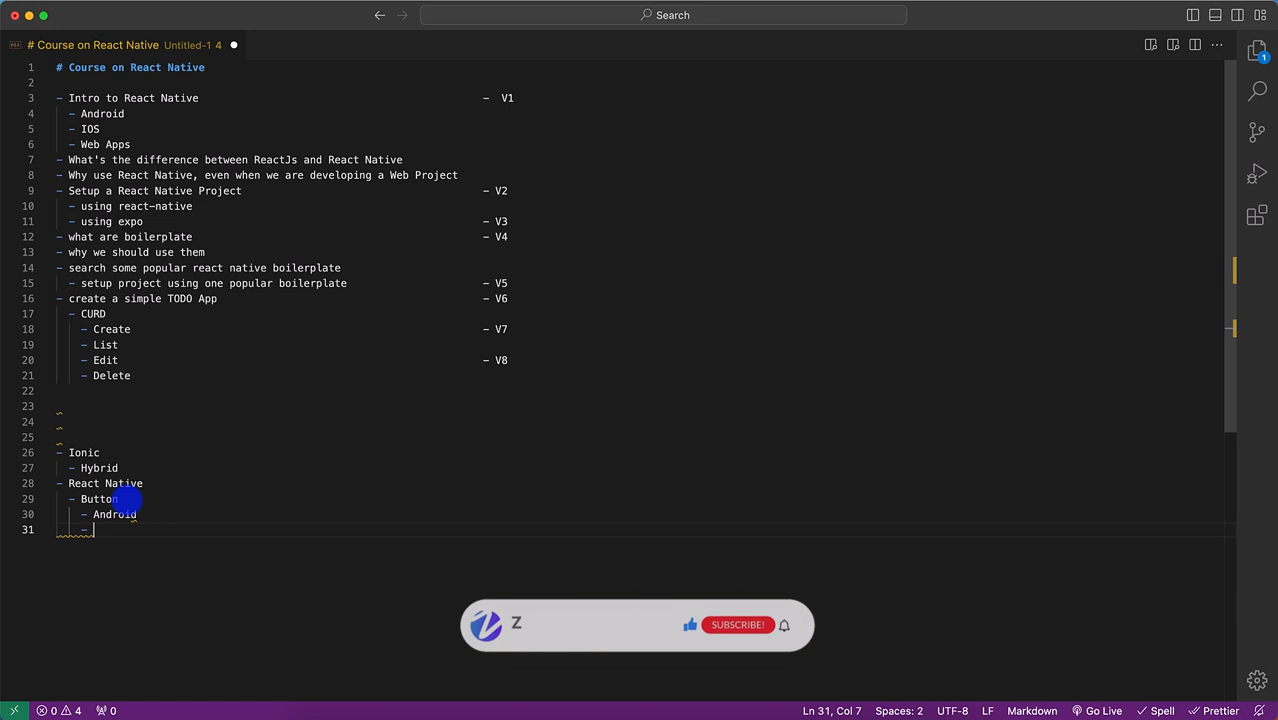 Search
# Course on React Native Untitled-1 4
1 # Course on React Native
2
3 - Intro to React Native - V1
4 - Android
5 - IOS
6 - Web Apps
7 - What's the difference between ReactJs and React Native
8 - Why use React Native, even when we are developing a Web Project
9 - Setup a React Native Project - V2
10 - using react-native
11 - using expo - V3
12 - what are boilerplate - V4
13 - why we should use them
14 - search some popular react native boilerplate
15 - setup project using one popular boilerplate - V5
16 - create a simple TODO App - V6
17 - CURD
18 - Create - V7
19 - List
20 - Edit - V8
21 - Delete
22
23
24
25
26 - Ionic
27 - Hybrid
28 - React Native
29 - Button
30 - Android
31 -
1
Z
SUBSCRIBE!
0 4 0 Ln 31, Col 7 Spaces: 2 UTF-8 LF Markdown Go Live Spell Prettier